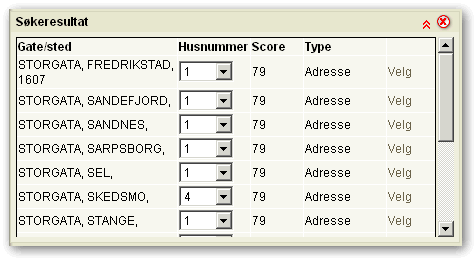 Søkeresultat
Gate/sted Husnummer Score Type
STORGATA, FREDRIKSTAD, 1 79 Adresse Velg
1607
STORGATA, SANDEFJORD, 1 79 Adresse Velg
STORGATA, SANDNES, 1 79 Adresse Velg
STORGATA, SARPSBORG, 1 79 Adresse Velg
STORGATA, SEL, 1 79 Adresse Velg
STORGATA, SKEDSMO, 4 79 Adresse Velg
STORGATA, STANGE, 1 79 Adresse Velg